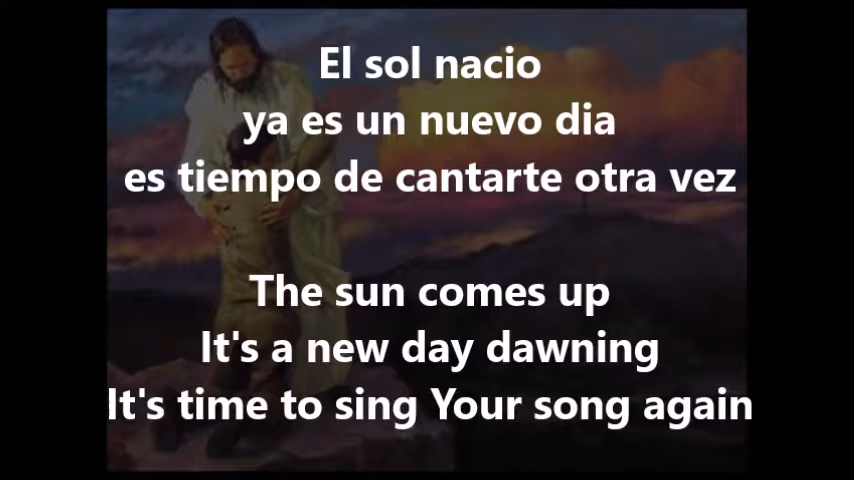 El sol nacio
ya es un nuevo dia
es tiempo de cantarte otra vez
The sun comes up
It's a new day dawning
It's time to sing Your song again